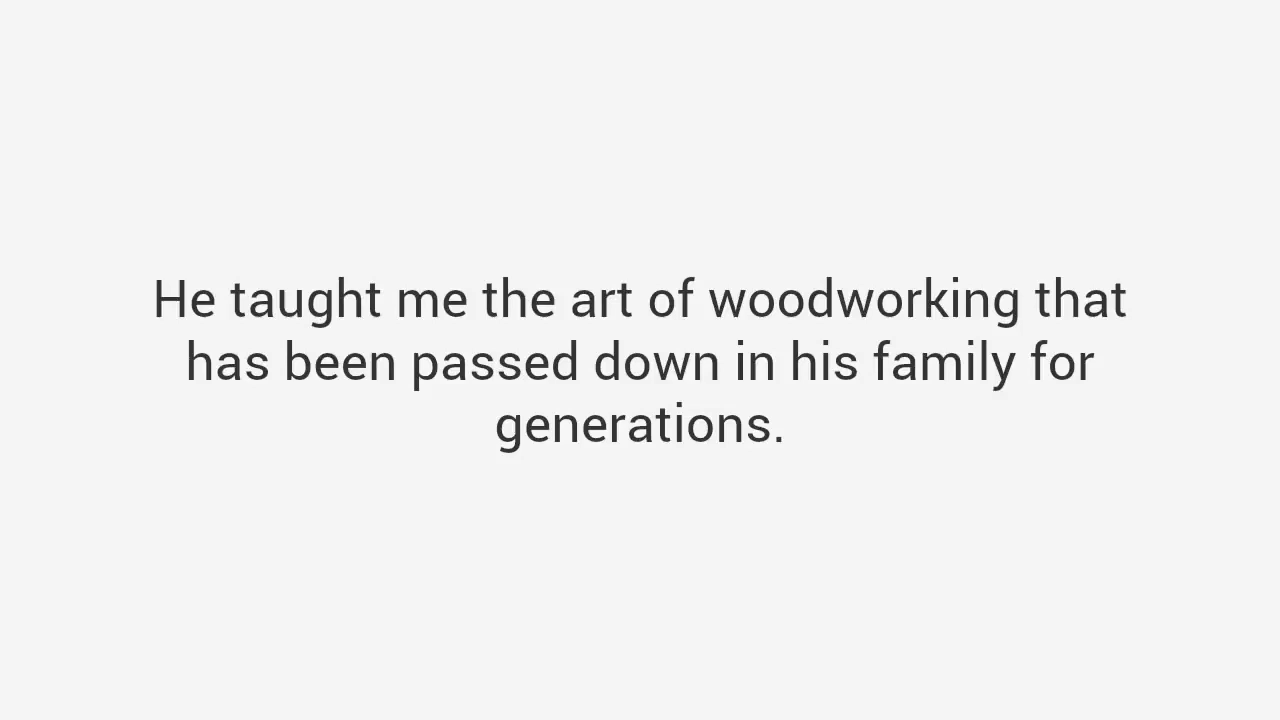 He taught me the art of woodworking that
has been passed down in his family for
generations.